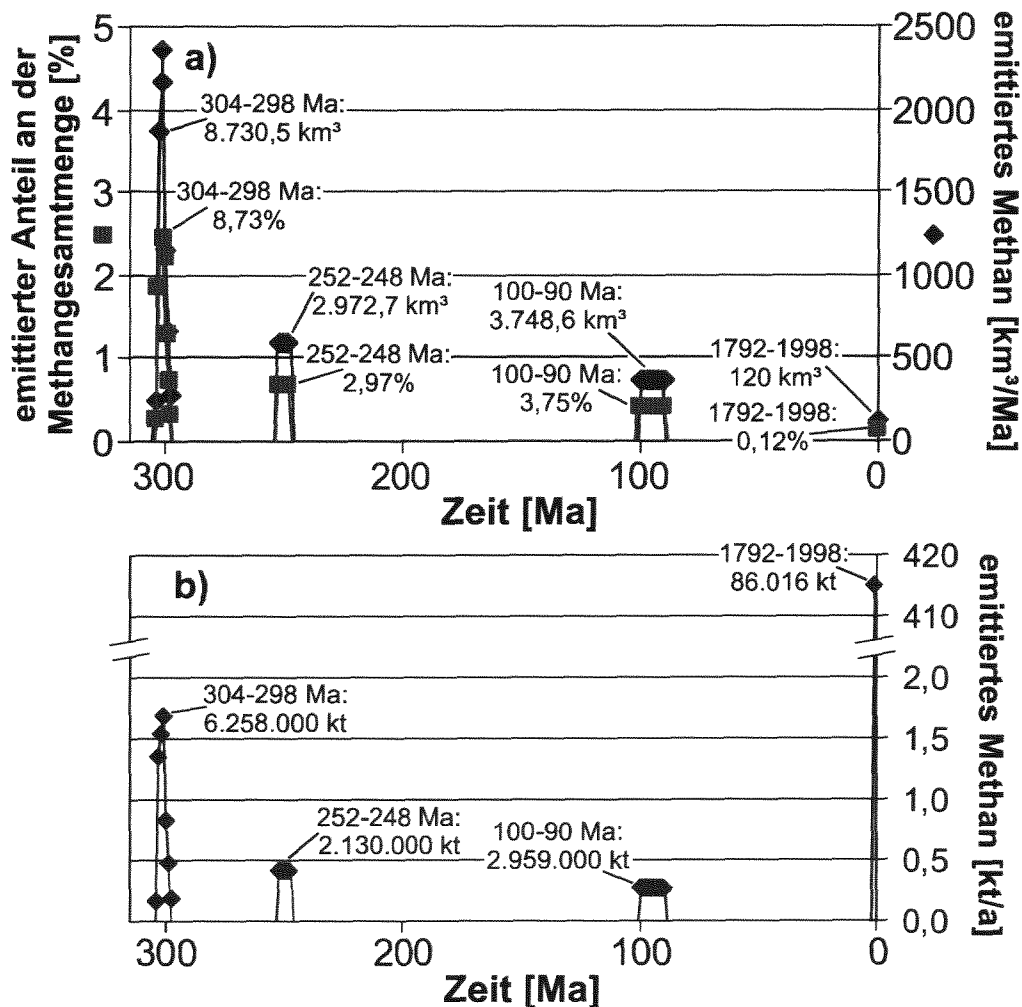 emittierter Anteil an der
Methangesamtmenge [%]
5
4
3
2
1
0
a)
304-298 Ma:
8.730,5 km³
304-298 Ma:
8,73%
252-248 Ma:
2.972,7 km³
252-248 Ma:
2,97%
100-90 Ma:
3.748,6 km³
100-90 Ma:
3,75%
1792-1998:
120 km³
1792-1998:
0,12%
2500
2000
1500
1000
500
0
emittiertes Methan [km³/Ma]
300
200
100
0
Zeit [Ma]
b)
1792-1998:
86.016 kt
304-298 Ma:
6.258.000 kt
252-248 Ma:
2.130.000 kt
100-90 Ma:
2.959.000 kt
420
410
2,0
1,5
1,0
0,5
0,0
emittiertes Methan [kt/a]
300
200
100
0
Zeit [Ma]